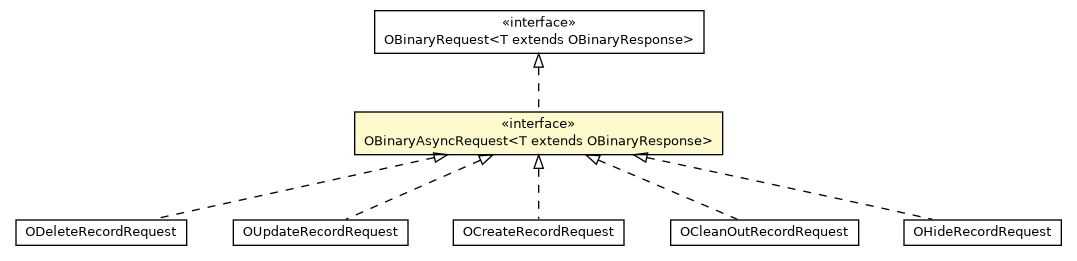 «interface»
OBinaryRequest<T extends OBinaryResponse>
«interface»
OBinaryAsyncRequest<T extends OBinaryResponse>
ODeleteRecordRequest
OUpdateRecordRequest
OCreateRecordRequest
OCleanOutRecordRequest
OHideRecordRequest